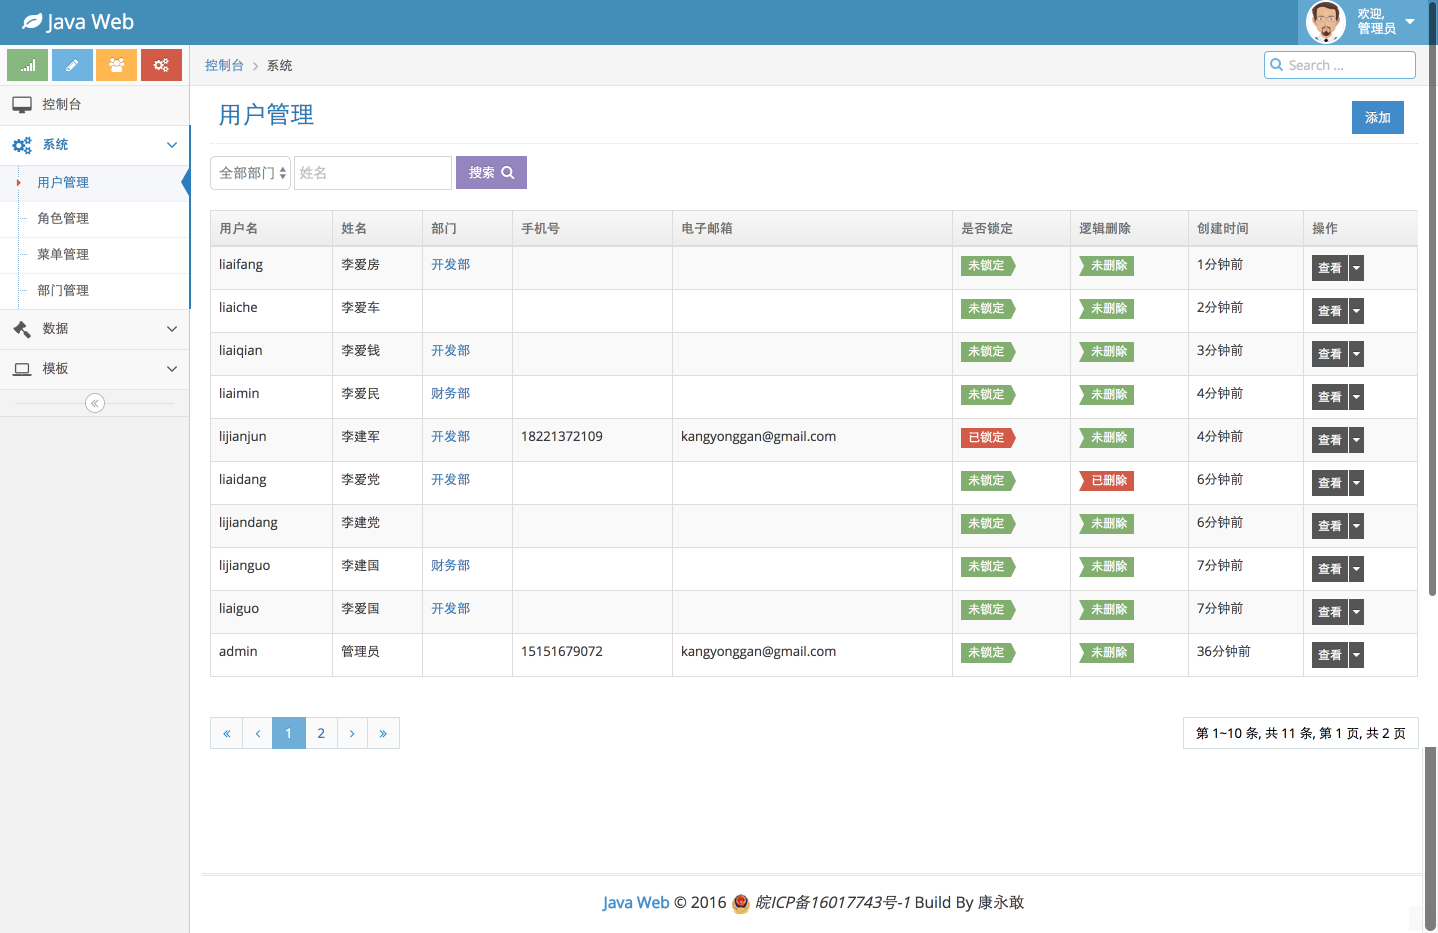 Java Web
欢迎,
管理员
控制台 > 系统
Search ...
控制台
系统
用户管理
角色管理
菜单管理
部门管理
数据
模板
用户管理
添加
全部部门 姓名 搜索
用户名 姓名 部门 手机号 电子邮箱 是否锁定 逻辑删除 创建时间 操作
liaifang 李爱房 开发部 未锁定 未删除 1分钟前 查看
liaiche 李爱车 未锁定 未删除 2分钟前 查看
liaiqian 李爱钱 开发部 未锁定 未删除 3分钟前 查看
liaimin 李爱民 财务部 未锁定 未删除 4分钟前 查看
lijianjun 李建军 开发部 18221372109 kangyonggan@gmail.com 已锁定 未删除 4分钟前 查看
liaidang 李爱党 开发部 未锁定 已删除 6分钟前 查看
lijiandang 李建党 未锁定 未删除 6分钟前 查看
lijianguo 李建国 财务部 未锁定 未删除 7分钟前 查看
liaiguo 李爱国 开发部 未锁定 未删除 7分钟前 查看
admin 管理员 15151679072 kangyonggan@gmail.com 未锁定 未删除 36分钟前 查看
« ‹ 1 2 › »
第 1~10 条, 共 11 条, 第 1 页, 共 2 页
Java Web © 2016 皖ICP备16017743号-1 Build By 康永敢